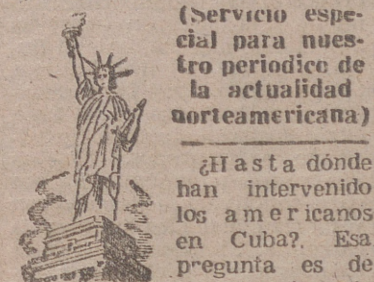 (Servicio espe-
cial para nues-
tro periodico de
la actualidad
norteamericana)
¿Hasta dónde
han intervenido
los americanos
en Cuba?. Esa
pregunta es de